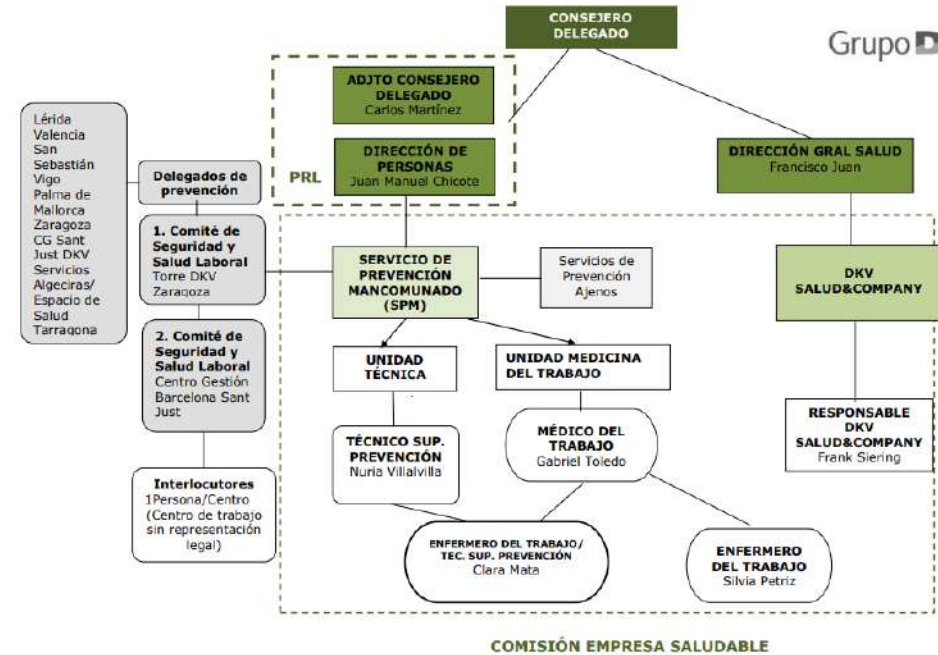 CONSEJERO
DELEGADO
Grupo D
ADJTO CONSEJERO
DELEGADO
Carlos Martínez
DIRECCIÓN DE
PERSONAS
Juan Manuel Chicote
PRL
DIRECCIÓN GRAL SALUD
Francisco Juan
Lérida
Valencia
San
Sebastián
Vigo
Palma de
Mallorca
Zaragoza
CG Sant
Just DKV
Servicios
Algeciras/
Espacio de
Salud
Tarragona
Delegados de
prevención
1. Comité de
Seguridad y
Salud Laboral
Torre DKV
Zaragoza
2. Comité de
Seguridad y
Salud Laboral
Centro Gestión
Barcelona Sant
Just
Interlocutores
1Persona/Centro
(Centro de trabajo
sin representación
legal)
SERVICIO DE
PREVENCIÓN
MANCOMUNADO
(SPM)
Servicios de
Prevención
Ajenos
DKV
SALUD&COMPANY
UNIDAD
TÉCNICA
UNIDAD MEDICINA
DEL TRABAJO
TÉCNICO SUP.
PREVENCIÓN
Nuria Villalvilla
MÉDICO DEL
TRABAJO
Gabriel Toledo
RESPONSABLE
DKV
SALUD&COMPANY
Frank Siering
ENFERMERO DEL TRABAJO/
TEC. SUP. PREVENCIÓN
Clara Mata
ENFERMERO
DEL TRABAJO
Silvia Petriz
COMISIÓN EMPRESA SALUDABLE